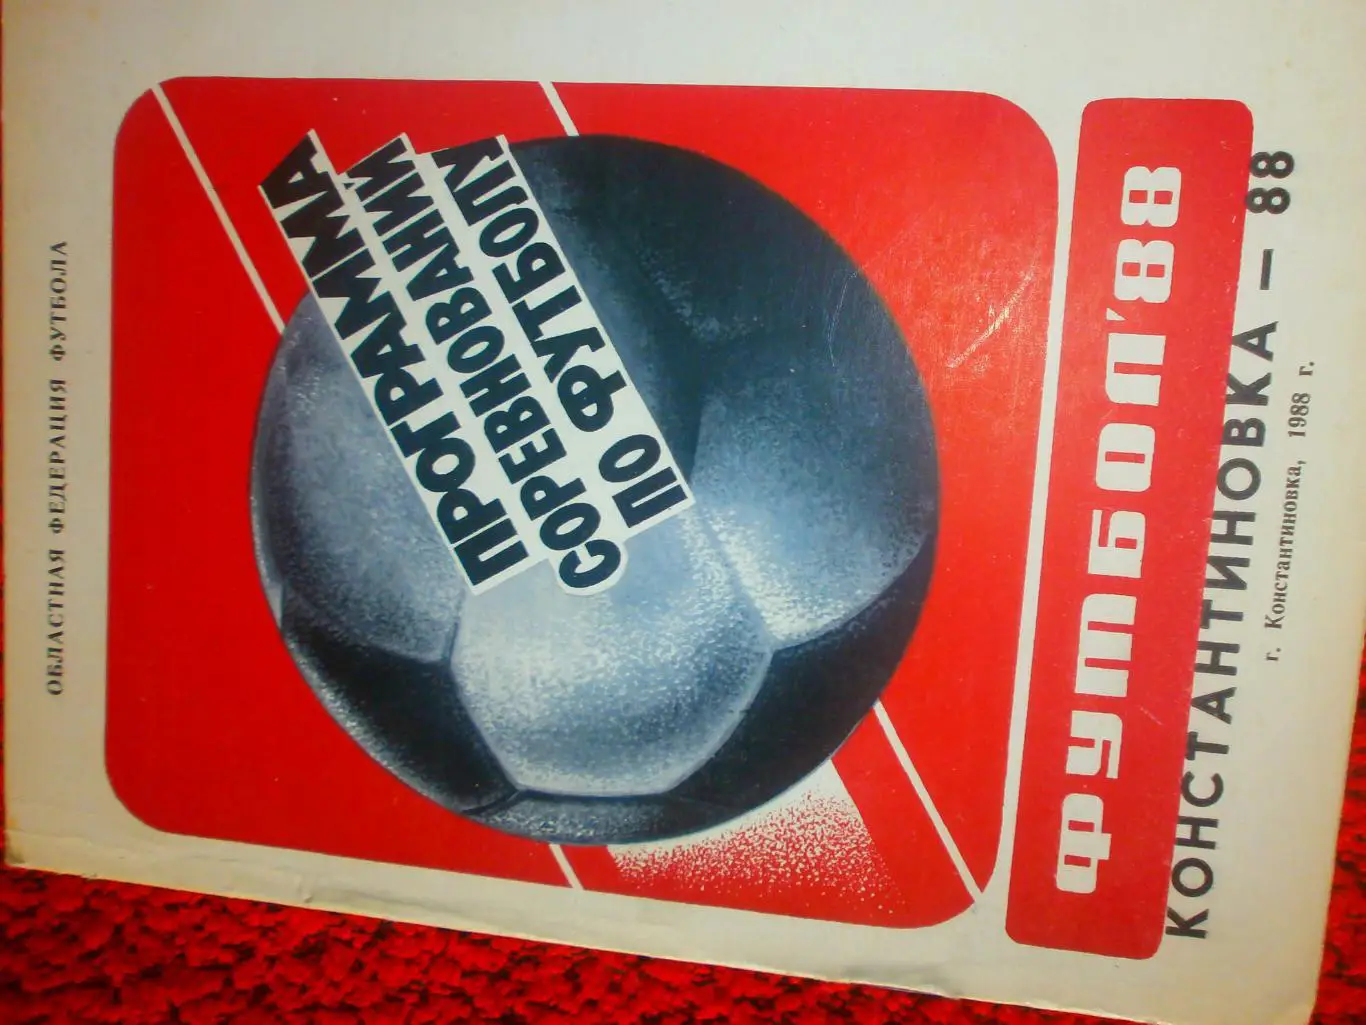 ОБЛАСТНАЯ ФЕДЕРАЦИЯ ФУТБОЛА
ПРОГРАММА
СОРЕВНОВАНИЙ
ПО ФУТБОЛУ
ФУТБОЛ'88
КОНСТАНТИНОВКА — 88
г. Константиновка, 1988 г.